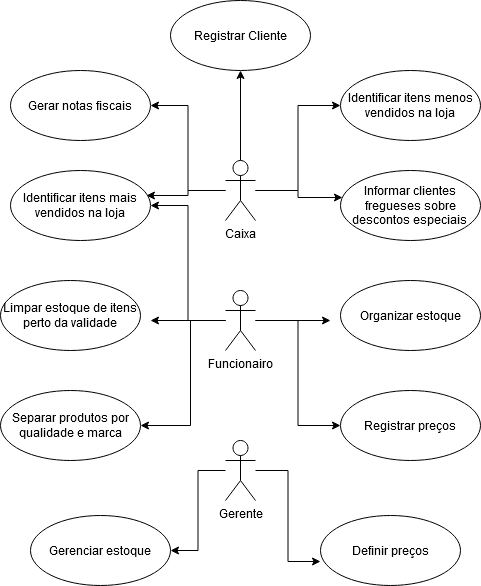 Registrar Cliente
Gerar notas fiscais
Identificar itens menos
vendidos na loja
Identificar itens mais
vendidos na loja
Informar clientes
fregueses sobre
descontos especiais
Caixa
Limpar estoque de itens
perto da validade
Organizar estoque
Funcionairo
Separar produtos por
qualidade e marca
Registrar preços
Gerente
Gerenciar estoque
Definir preços